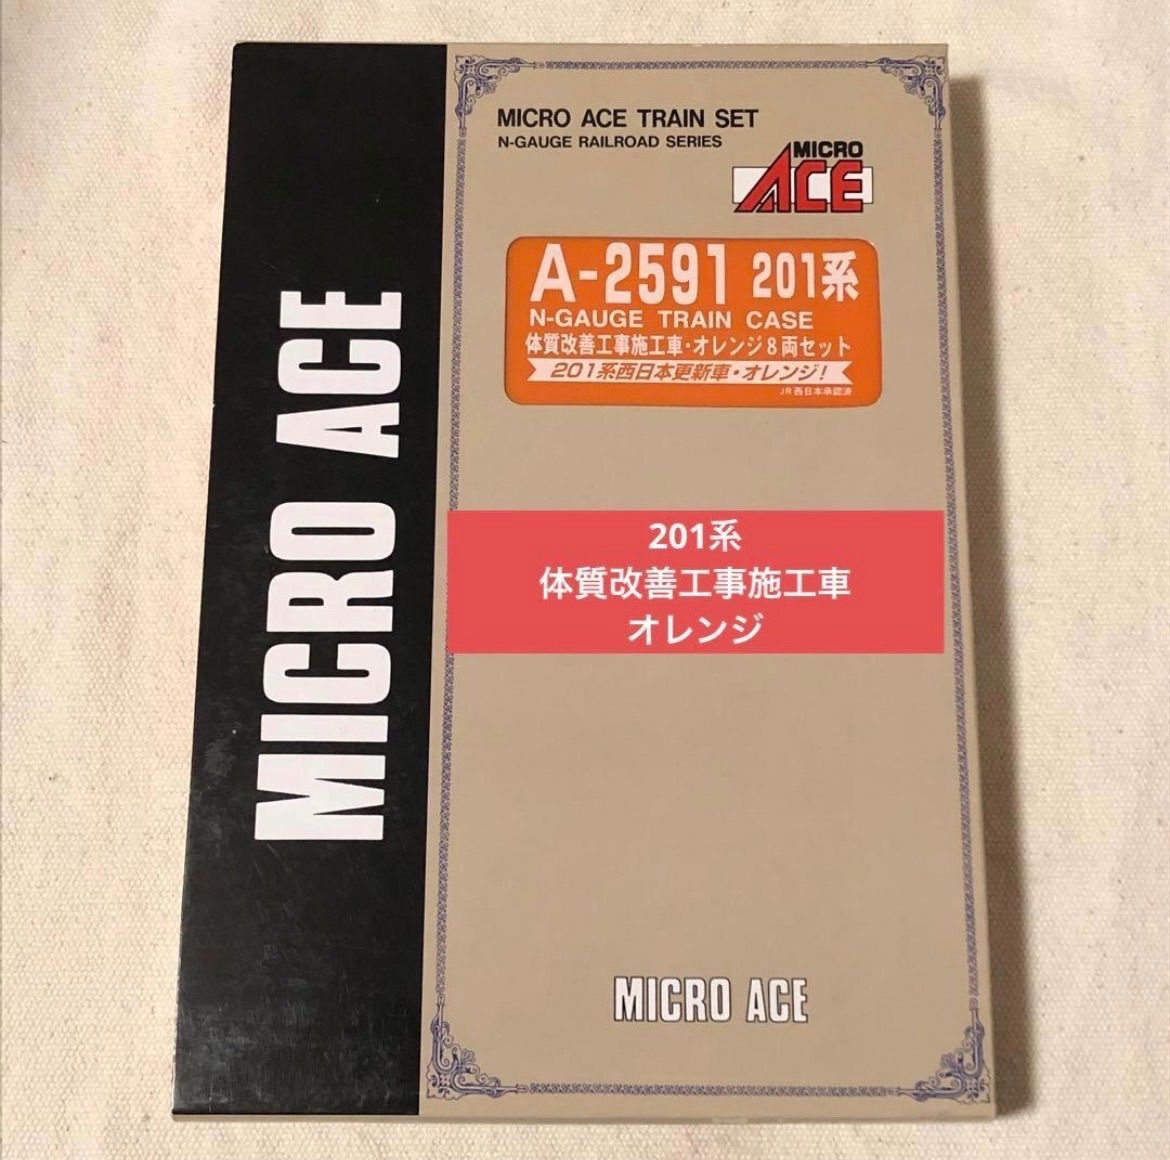 MICRO ACE
MICRO ACE TRAIN SET
N-GAUGE RAILROAD SERIES
MICRO
ACE
A-2591 201系
N-GAUGE TRAIN CASE
体質改善工事施工車・オレンジ8両セット
201系西日本更新車・オレンジ!
JR西日本承認済
201系
体質改善工事施工車
オレンジ
MICRO ACE